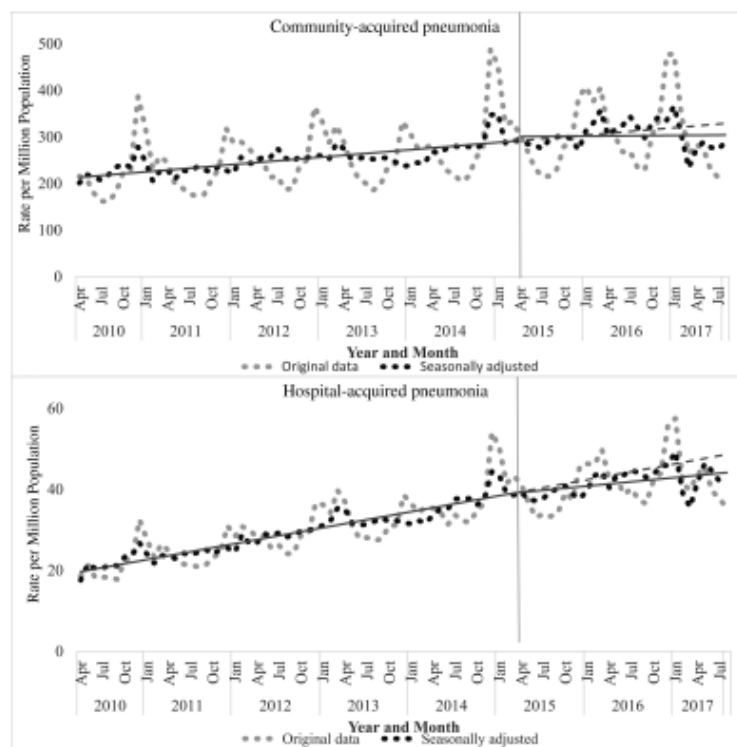 Community-acquired pneumonia
Rate per Million Population
500
400
300
200
100
0
Apr Jul Oct Jan Apr Jul Oct Jan Apr Jul Oct Jan Apr Jul Oct Jan Apr Jul Oct Jan Apr Jul Oct Jan Apr Jul Oct Jan Apr Jul
2010 2011 2012 2013 2014 2015 2016 2017
Year and Month
Original data Seasonally adjusted
Hospital-acquired pneumonia
Rate per Million Population
60
40
20
0
Apr Jul Oct Jan Apr Jul Oct Jan Apr Jul Oct Jan Apr Jul Oct Jan Apr Jul Oct Jan Apr Jul Oct Jan Apr Jul Oct Jan Apr Jul
2010 2011 2012 2013 2014 2015 2016 2017
Year and Month
Original data Seasonally adjusted